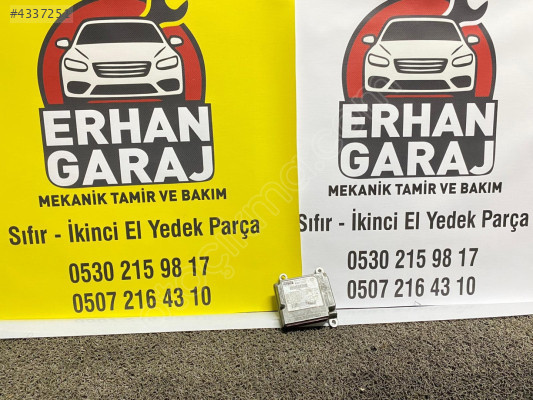 #4337251
ERHAN
GARAJ
MEKANİK TAMİR VE BAKIM
Sıfır - İkinci El Yedek Parça
0530 215 98 17
0507 216 43 10
ERHAN
GARAJ
MEKANİK TAMİR VE BAKIM
Sıfır - İkinci El Yedek Parça
0530 215 98 17
0507 216 43 10